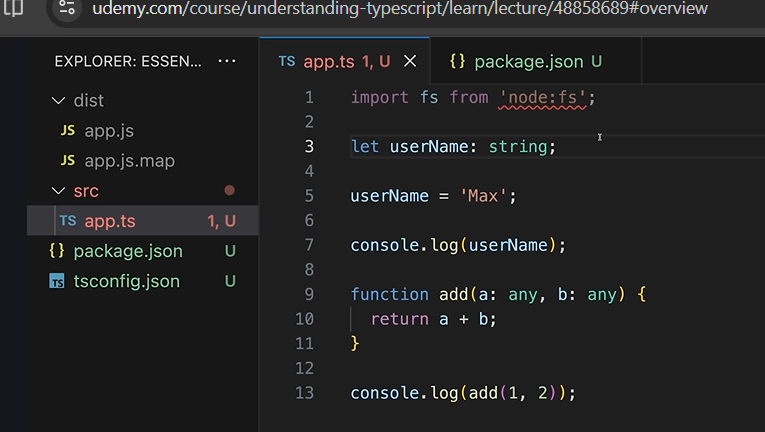 udemy.com/course/understanding-typescript/learn/lecture/48858689#overview
EXPLORER: ESSEN... ···
TS app.ts 1, U ×
{} package.json U
dist
JS app.js
JS app.js.map
src
TS app.ts 1, U
{} package.json U
TS tsconfig.json U
1 import fs from 'node:fs';
2
3 let userName: string;
4
5 userName = 'Max';
6
7 console.log(userName);
8
9 function add(a: any, b: any) {
10 return a + b;
11 }
12
13 console.log(add(1, 2));